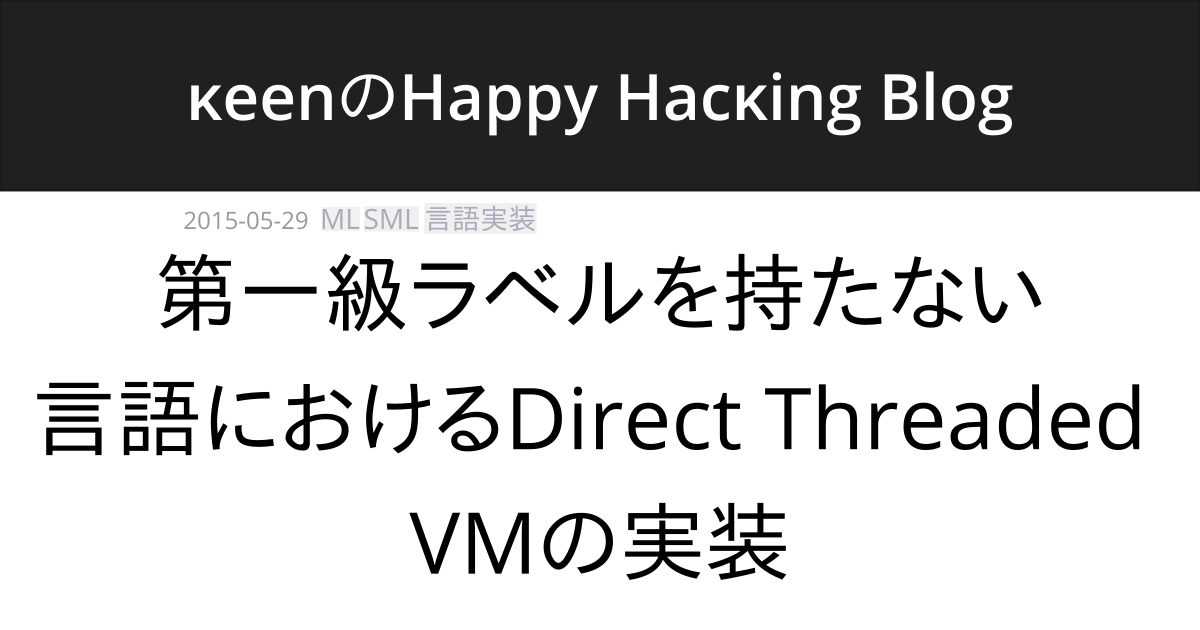 κeenのHappy Hacκing Blog
2015-05-29 ML SML 言語実装
第一級ラベルを持たない
言語におけるDirect Threaded
VMの実装